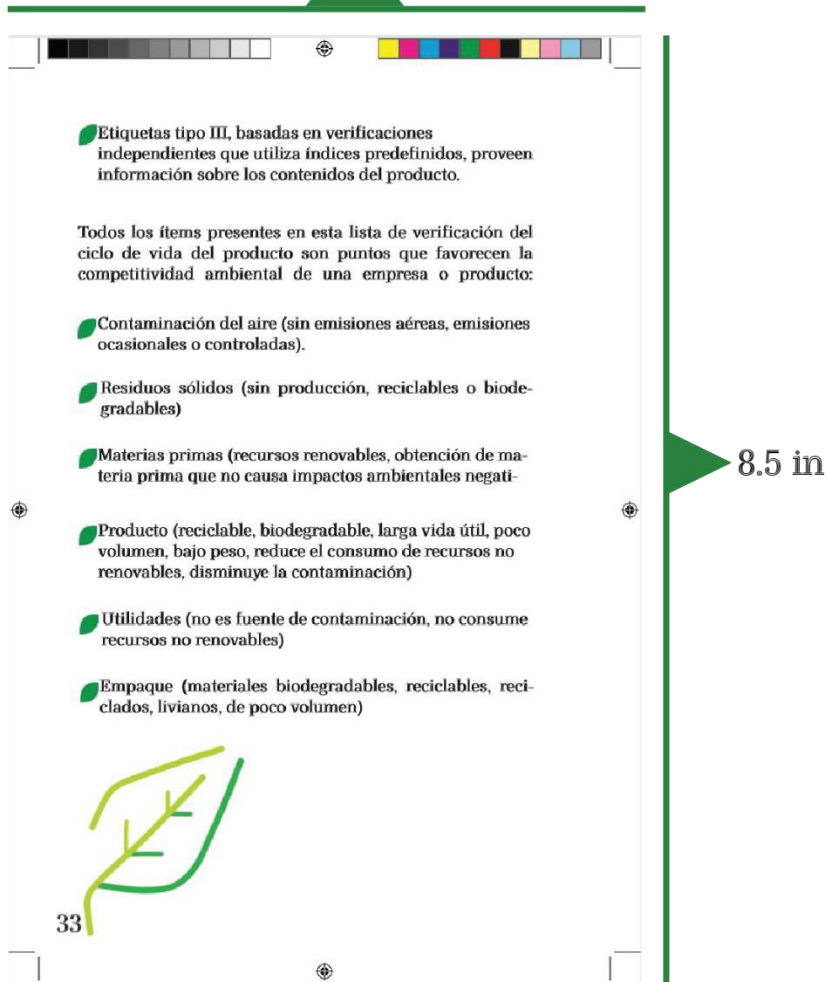 Etiquetas tipo III, basadas en verificaciones
independientes que utiliza índices predefinidos, proveen
información sobre los contenidos del producto.
Todos los ítems presentes en esta lista de verificación del
ciclo de vida del producto son puntos que favorecen la
competitividad ambiental de una empresa o producto:
Contaminación del aire (sin emisiones aéreas, emisiones
ocasionales o controladas).
Residuos sólidos (sin producción, reciclables o biode-
gradables)
Materias primas (recursos renovables, obtención de ma-
teria prima que no causa impactos ambientales negati-
Producto (reciclable, biodegradable, larga vida útil, poco
volumen, bajo peso, reduce el consumo de recursos no
renovables, disminuye la contaminación)
Utilidades (no es fuente de contaminación, no consume
recursos no renovables)
Empaque (materiales biodegradables, reciclables, reci-
clados, livianos, de poco volumen)
33
8.5 in